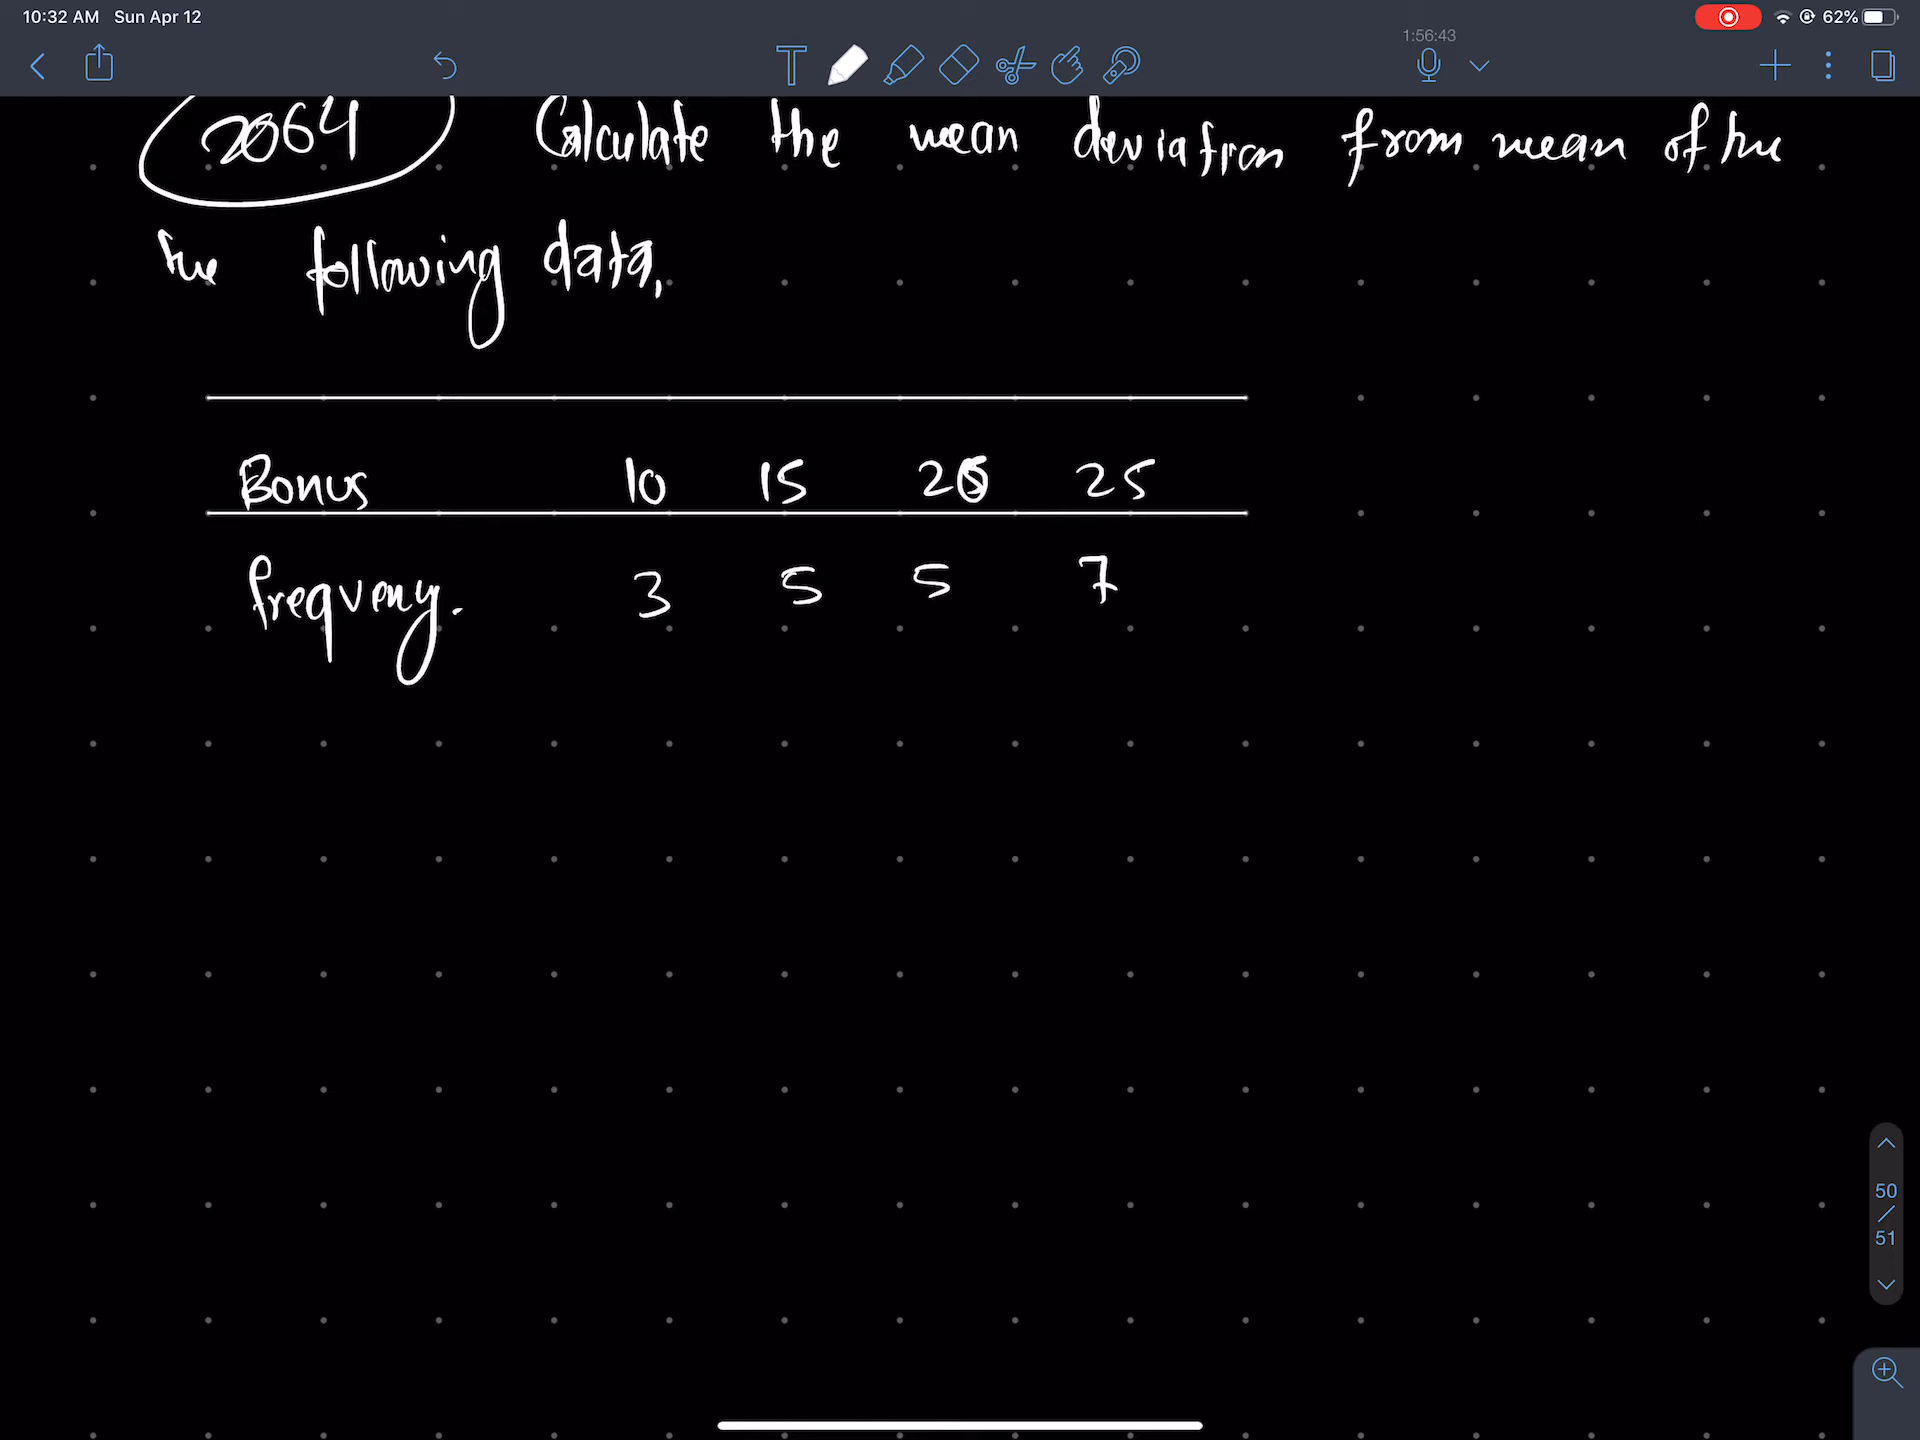 10:32 AM Sun Apr 12
62%
1:56:43
2064 Calculate the mean deviation from mean of the
the following data,
Bonus 10 15 20 25
frequency. 3 5 5 7
50
/
51